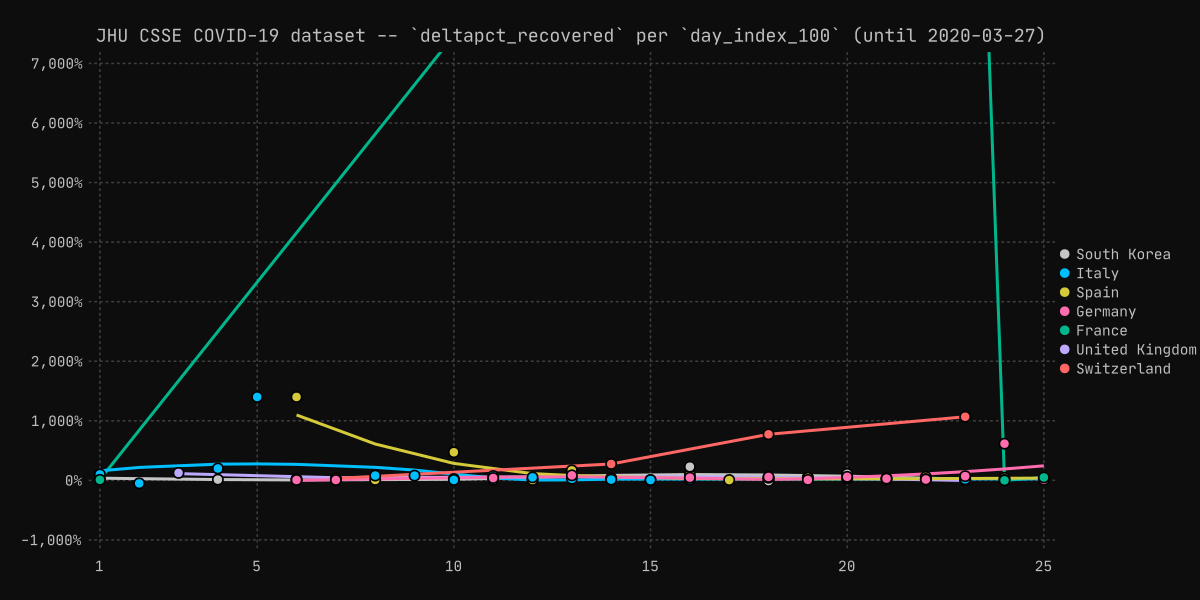 JHU CSSE COVID-19 dataset -- `deltapct_recovered` per `day_index_100` (until 2020-03-27)
7,000%
6,000%
5,000%
4,000%
3,000%
2,000%
1,000%
0%
-1,000%
1 5 10 15 20 25
South Korea
Italy
Spain
Germany
France
United Kingdom
Switzerland